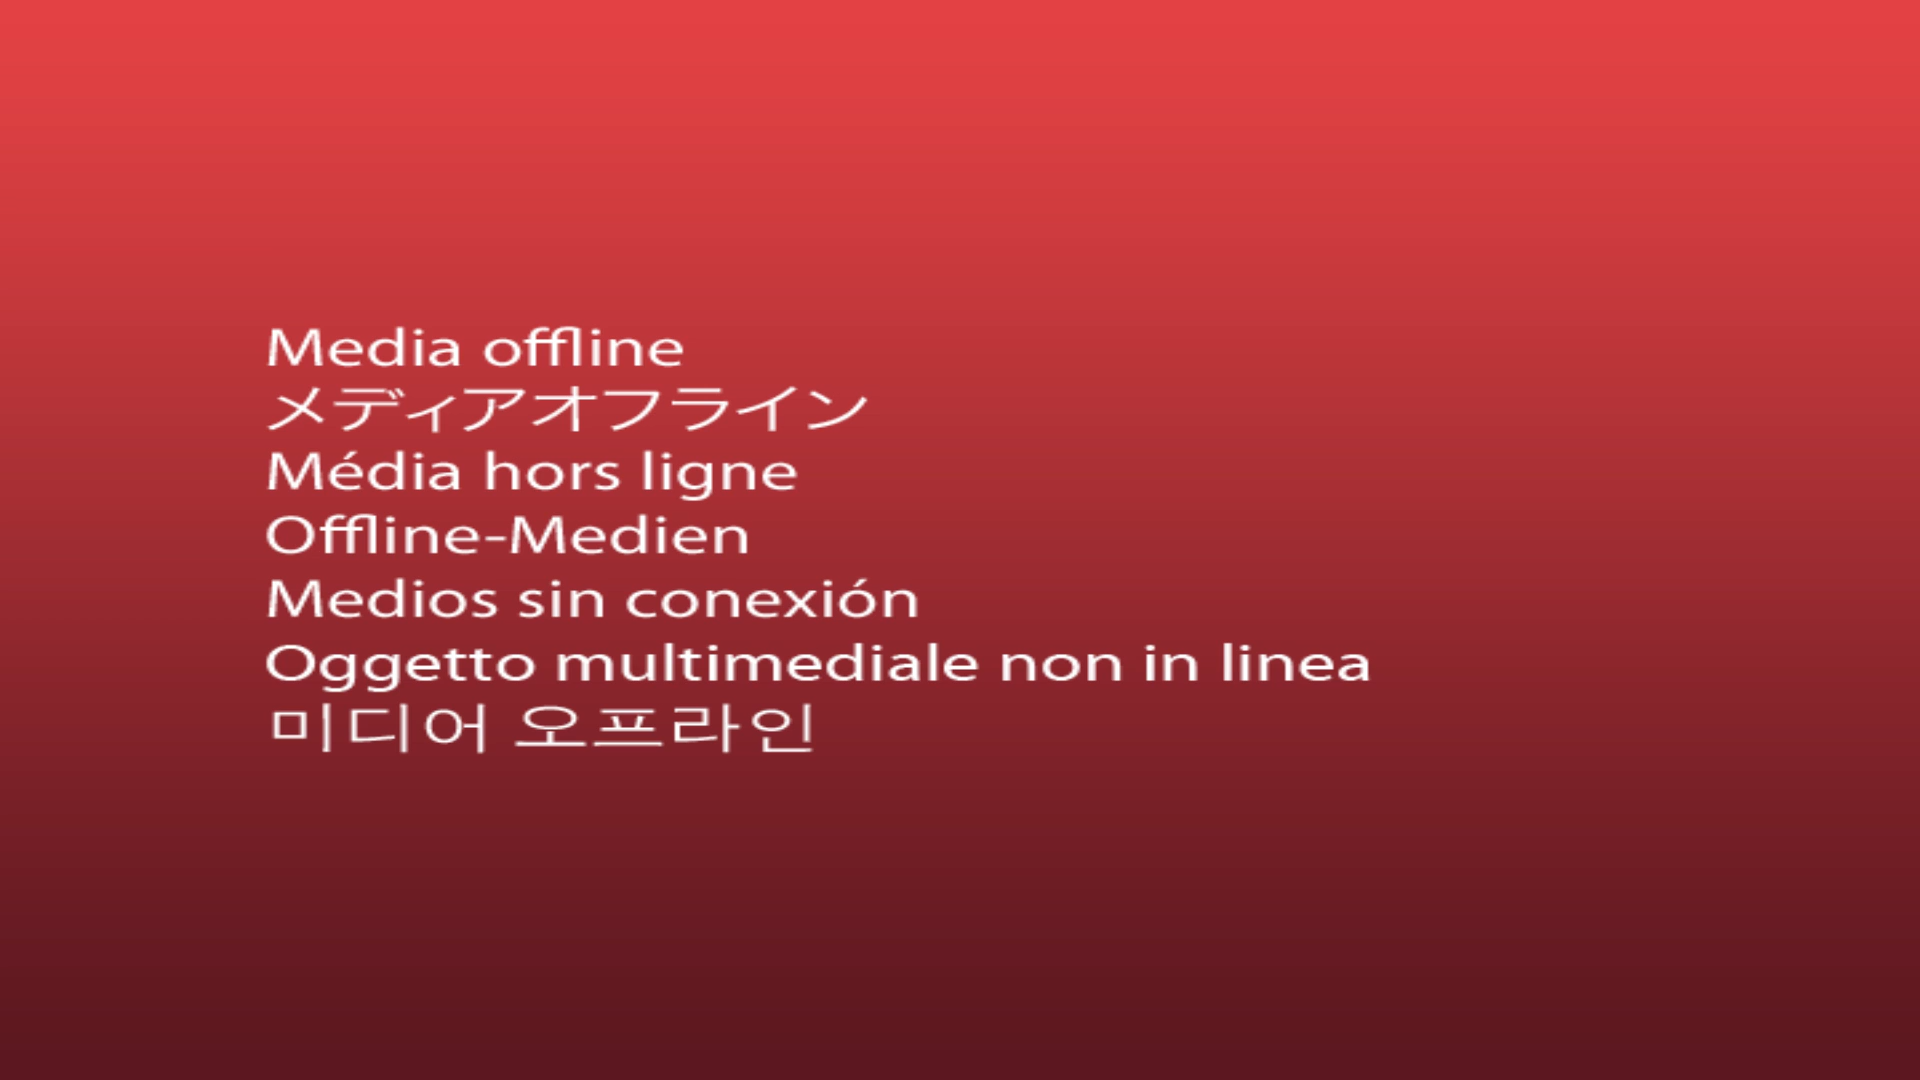 Media offline
メディアオフライン
Média hors ligne
Offline-Medien
Medios sin conexión
Oggetto multimediale non in linea
미디어 오프라인